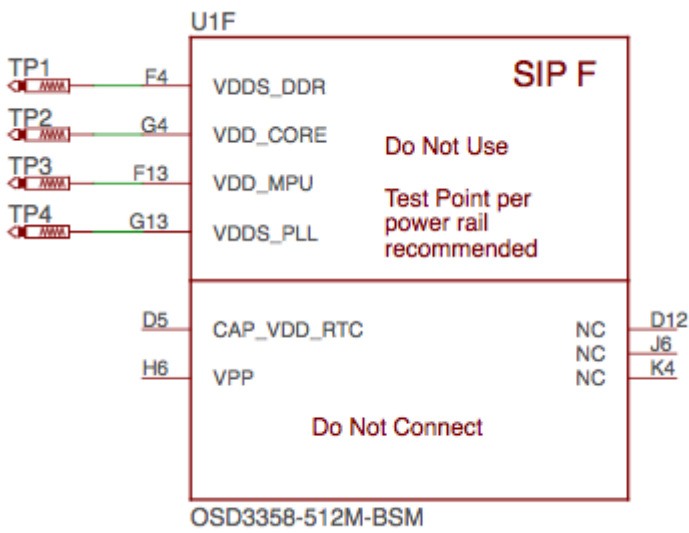 U1F
SIP F
TP1
F4
VDDS_DDR
TP2
G4
VDD_CORE
Do Not Use
TP3
F13
VDD_MPU
Test Point per
power rail
recommended
TP4
G13
VDDS_PLL
D5
CAP_VDD_RTC
NC
D12
NC
J6
H6
VPP
NC
K4
Do Not Connect
OSD3358-512M-BSM